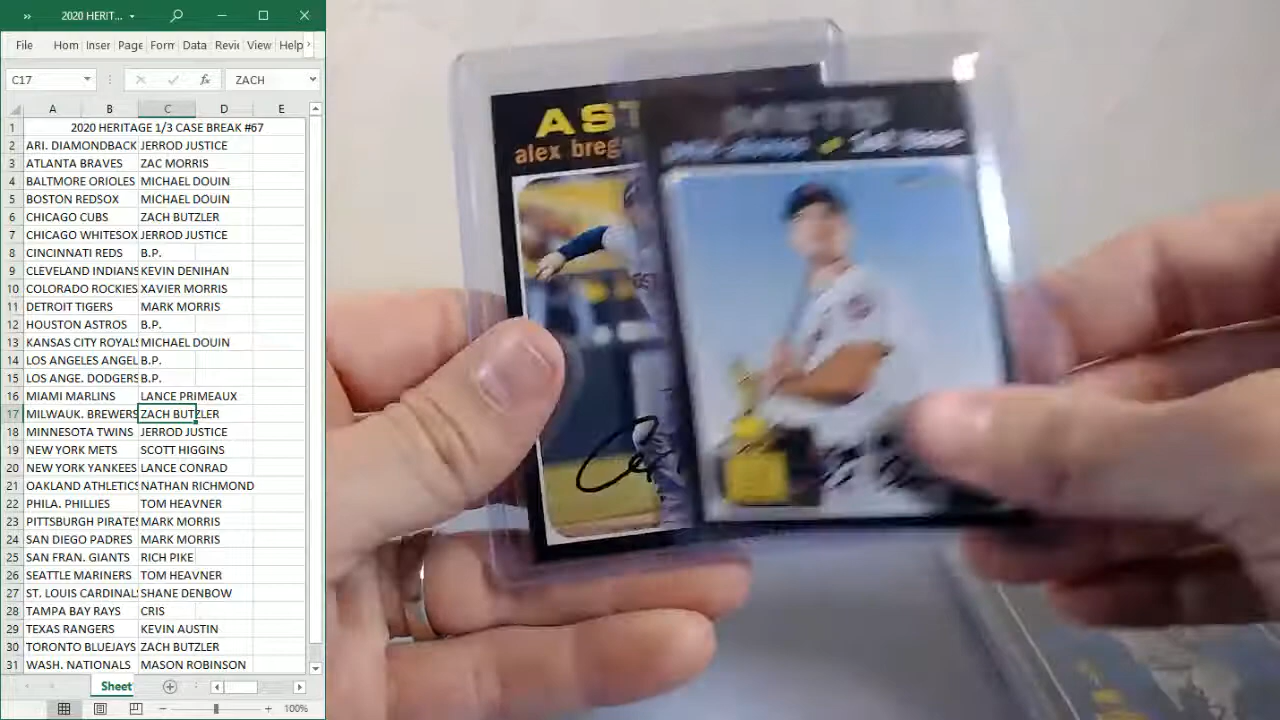 2020 HERIT...
File Hom Inser Page Form Data Revie View Help
C17 fx ZACH
A B C D E
1 2020 HERITAGE 1/3 CASE BREAK #67
2 ARI. DIAMONDBACK JERROD JUSTICE
3 ATLANTA BRAVES ZAC MORRIS
4 BALTMORE ORIOLES MICHAEL DOUIN
5 BOSTON REDSOX MICHAEL DOUIN
6 CHICAGO CUBS ZACH BUTZLER
7 CHICAGO WHITESOX JERROD JUSTICE
8 CINCINNATI REDS B.P.
9 CLEVELAND INDIANS KEVIN DENIHAN
10 COLORADO ROCKIES XAVIER MORRIS
11 DETROIT TIGERS MARK MORRIS
12 HOUSTON ASTROS B.P.
13 KANSAS CITY ROYALS MICHAEL DOUIN
14 LOS ANGELES ANGEL B.P.
15 LOS ANGE. DODGERS B.P.
16 MIAMI MARLINS LANCE PRIMEAUX
17 MILWAUK. BREWERS ZACH BUTZLER
18 MINNESOTA TWINS JERROD JUSTICE
19 NEW YORK METS SCOTT HIGGINS
20 NEW YORK YANKEES LANCE CONRAD
21 OAKLAND ATHLETICS NATHAN RICHMOND
22 PHILA. PHILLIES TOM HEAVNER
23 PITTSBURGH PIRATES MARK MORRIS
24 SAN DIEGO PADRES MARK MORRIS
25 SAN FRAN. GIANTS RICH PIKE
26 SEATTLE MARINERS TOM HEAVNER
27 ST. LOUIS CARDINAL SHANE DENBOW
28 TAMPA BAY RAYS CRIS
29 TEXAS RANGERS KEVIN AUSTIN
30 TORONTO BLUEJAYS ZACH BUTZLER
31 WASH. NATIONALS MASON ROBINSON
Sheet
100%
AST
alex breg
METS